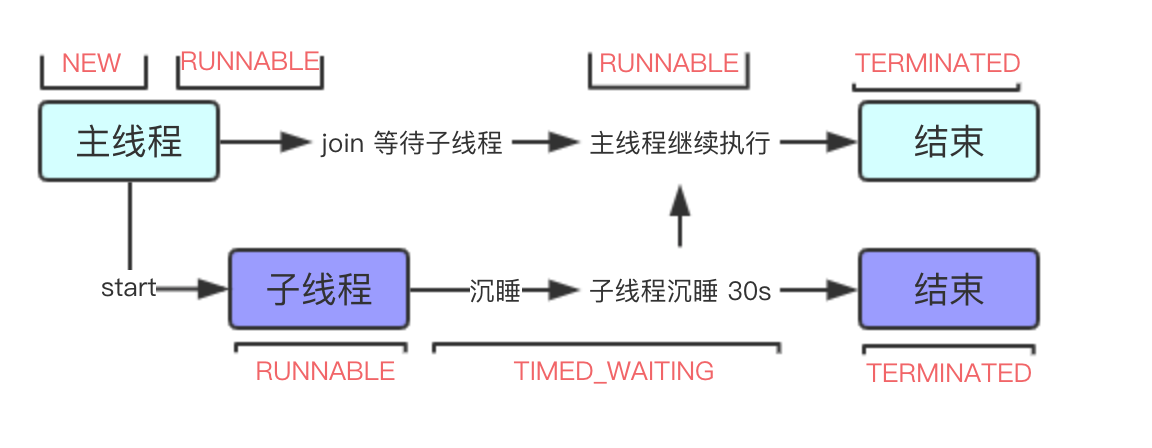 NEW
RUNNABLE
RUNNABLE
TERMINATED
主线程
join 等待子线程
主线程继续执行
结束
start
子线程
沉睡
子线程沉睡 30s
结束
RUNNABLE
TIMED_WAITING
TERMINATED